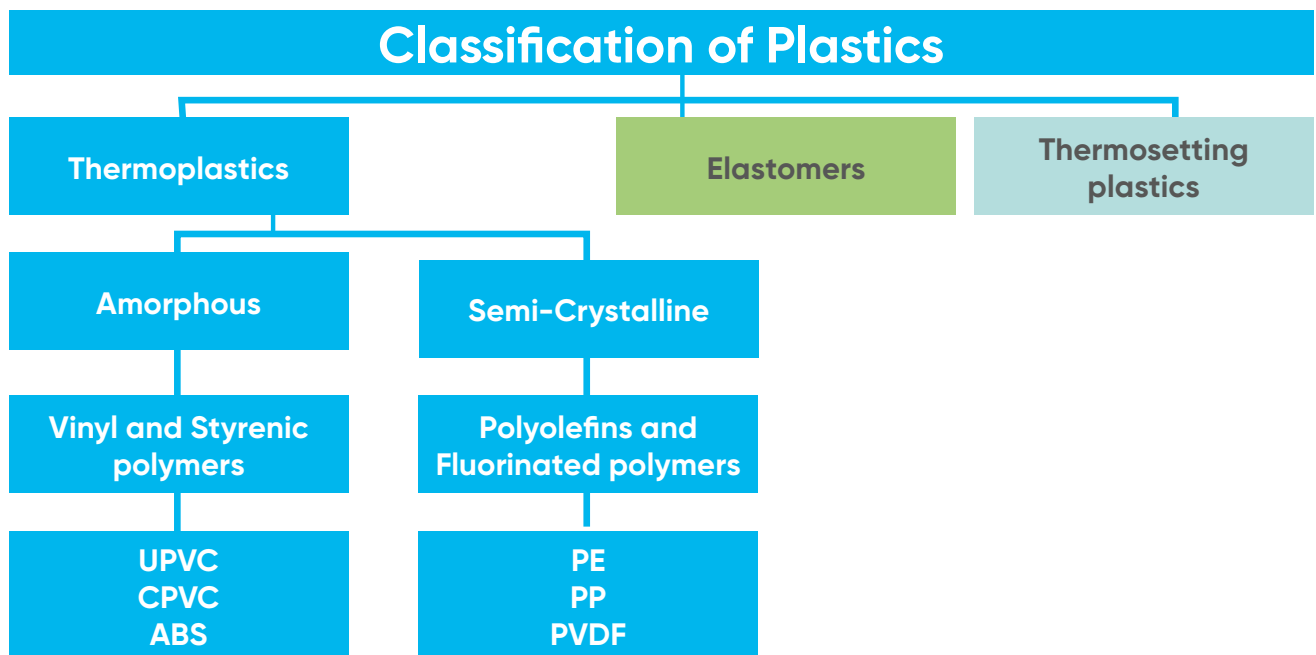 Classification of Plastics
Thermoplastics
Elastomers
Thermosetting
plastics
Amorphous
Semi-Crystalline
Vinyl and Styrenic
polymers
Polyolefins and
Fluorinated polymers
UPVC
CPVC
ABS
PE
PP
PVDF